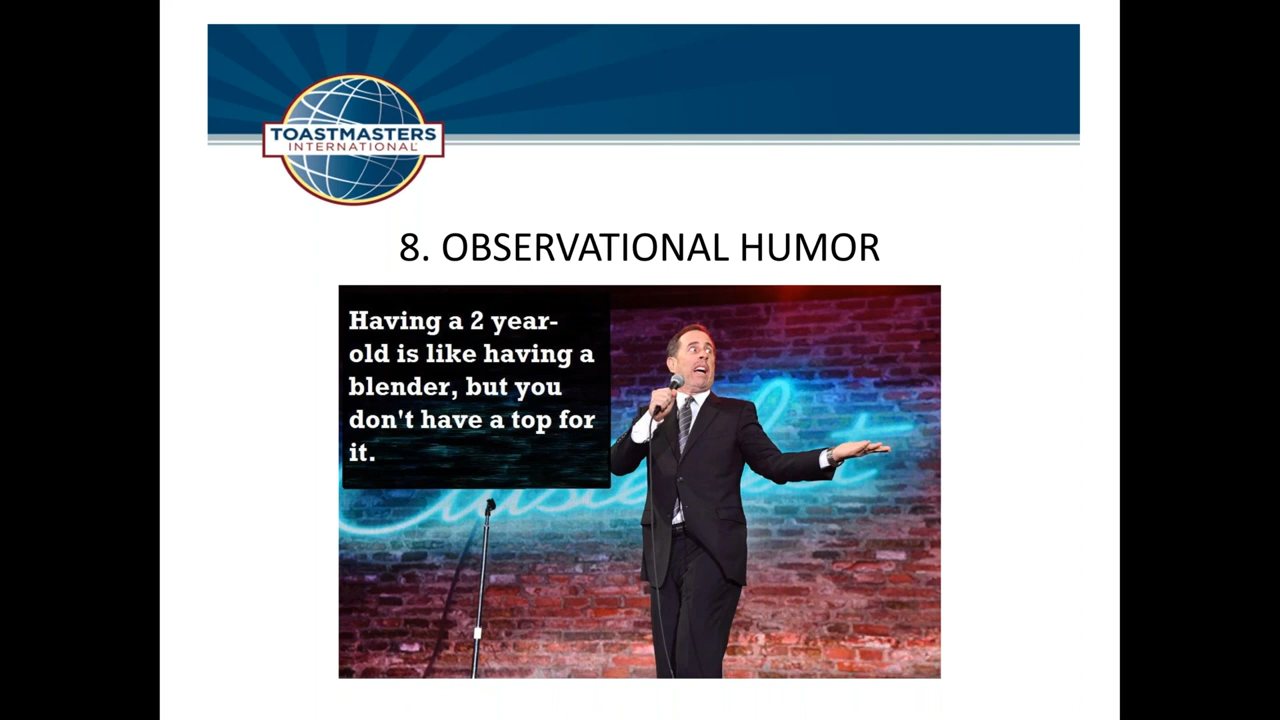 TOASTMASTERS
INTERNATIONAL
8. OBSERVATIONAL HUMOR
Having a 2 year-
old is like having a
blender, but you
don't have a top for
it.